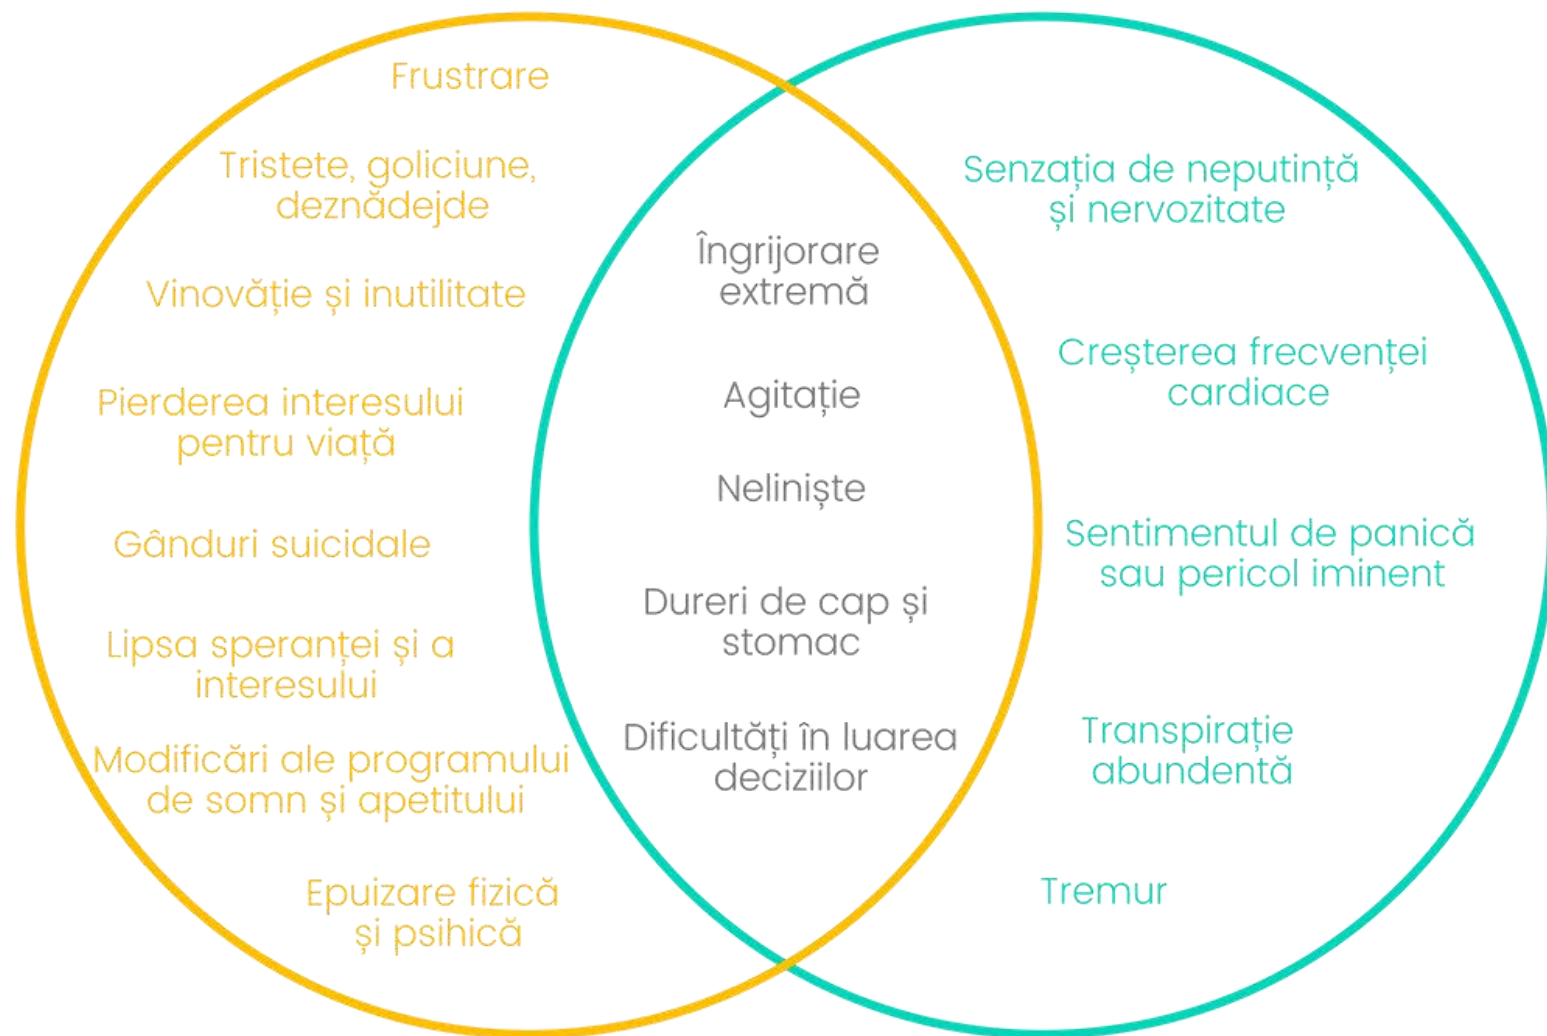 Frustrare
Tristete, goliciune,
deznădejde
Vinovăție și inutilitate
Pierderea interesului
pentru viață
Gânduri suicidale
Lipsa speranței și a
interesului
Modificări ale programului
de somn și apetitului
Epuizare fizică
și psihică
Îngrijorare
extremă
Agitație
Neliniște
Dureri de cap și
stomac
Dificultăți în luarea
deciziilor
Senzația de neputință
și nervozitate
Creșterea frecvenței
cardiace
Sentimentul de panică
sau pericol iminent
Transpirație
abundentă
Tremur